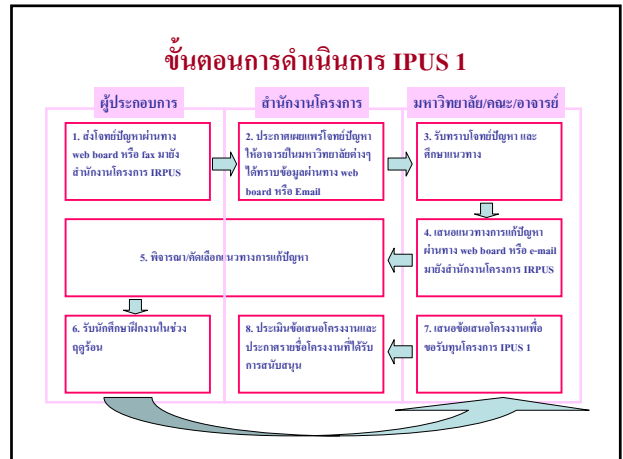 ขั้นตอนการดำเนินการ IPUS 1
ผู้ประกอบการ
สำนักงานโครงการ
มหาวิทยาลัย/คณะ/อาจารย์
1. ส่งโจทย์ปัญหาผ่านทาง
web board หรือ fax มายัง
สำนักงานโครงการ IRPUS
2. ประกาศเผยแพร่โจทย์ปัญหา
ให้อาจารย์ในมหาวิทยาลัยต่างๆ
ได้ทราบข้อมูลผ่านทาง web
board หรือ Email
3. รับทราบโจทย์ปัญหา และ
ศึกษาแนวทาง
4. เสนอแนวทางการแก้ปัญหา
ผ่านทาง web board หรือ e-mail
มายังสำนักงานโครงการ IRPUS
5. พิจารณา/คัดเลือกแนวทางการแก้ปัญหา
6. รับนักศึกษาฝึกงานในช่วง
ฤดูร้อน
8. ประเมินข้อเสนอโครงงานและ
ประกาศรายชื่อโครงงานที่ได้รับ
การสนับสนุน
7. เสนอข้อเสนอโครงงานเพื่อ
ขอรับทุนโครงการ IPUS 1